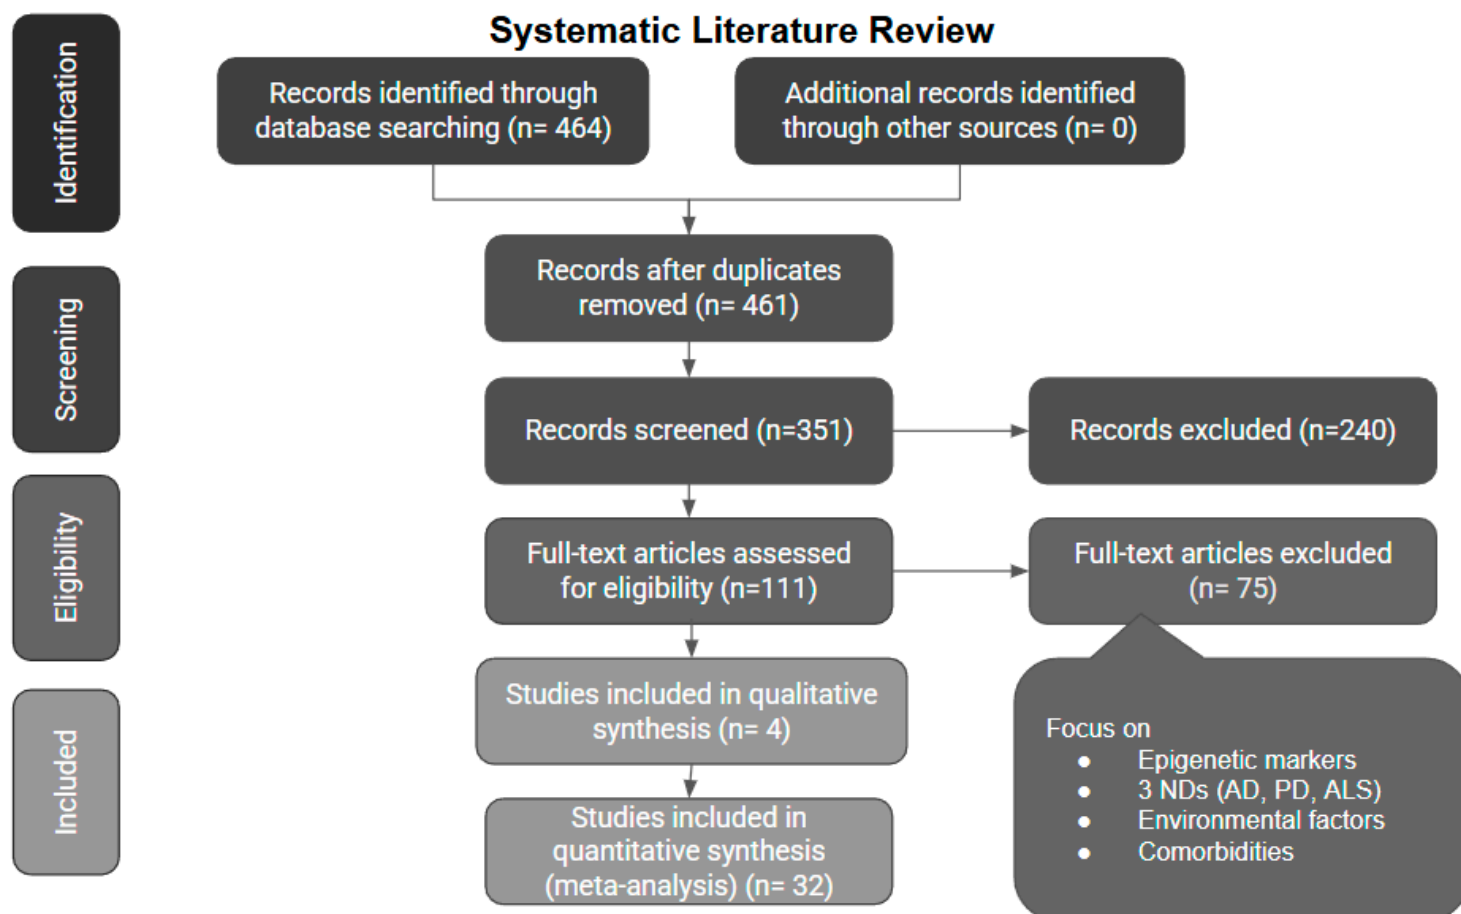 Systematic Literature Review
Identification
Records identified through
database searching (n= 464)
Additional records identified
through other sources (n= 0)
Records after duplicates
removed (n= 461)
Screening
Records screened (n=351)
Records excluded (n=240)
Eligibility
Full-text articles assessed
for eligibility (n=111)
Full-text articles excluded
(n= 75)
Focus on
● Epigenetic markers
● 3 NDs (AD, PD, ALS)
● Environmental factors
● Comorbidities
Included
Studies included in qualitative
synthesis (n= 4)
Studies included in
quantitative synthesis
(meta-analysis) (n= 32)